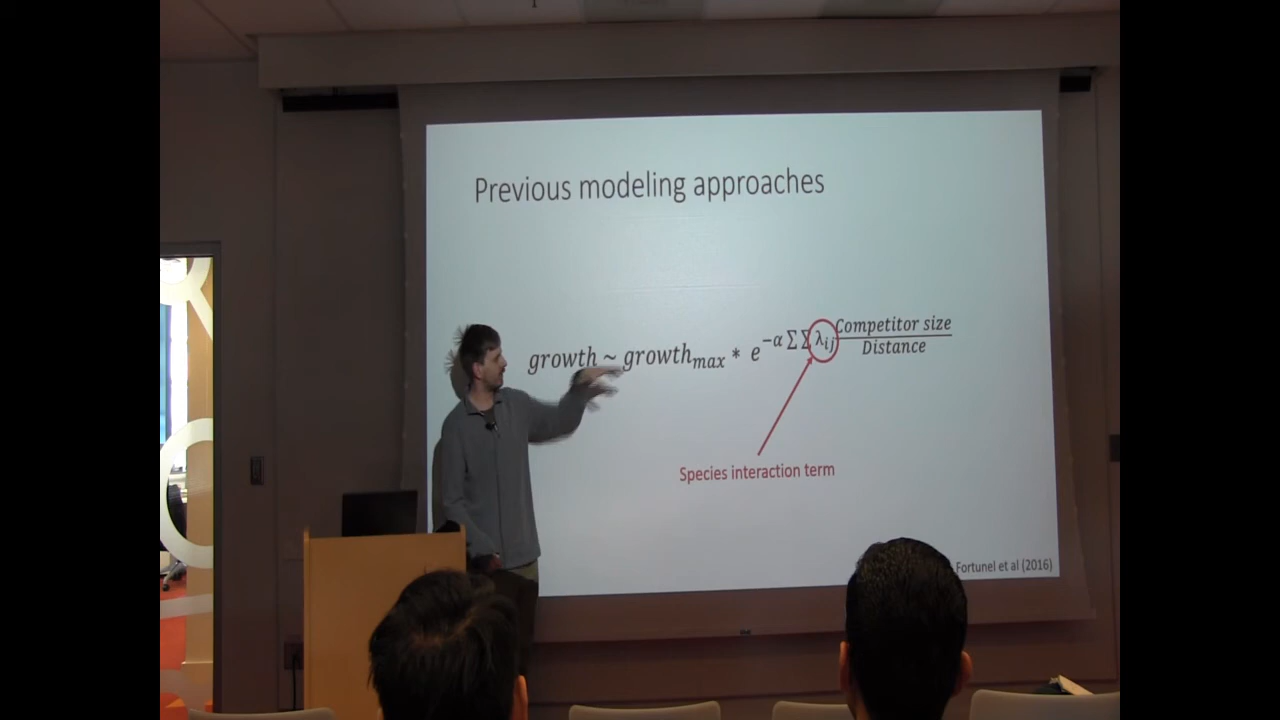 Previous modeling approaches
growth ~ growth_max * e^{-α ∑∑ λ_ij Competitor size / Distance}
Species interaction term
Fortunel et al (2016)